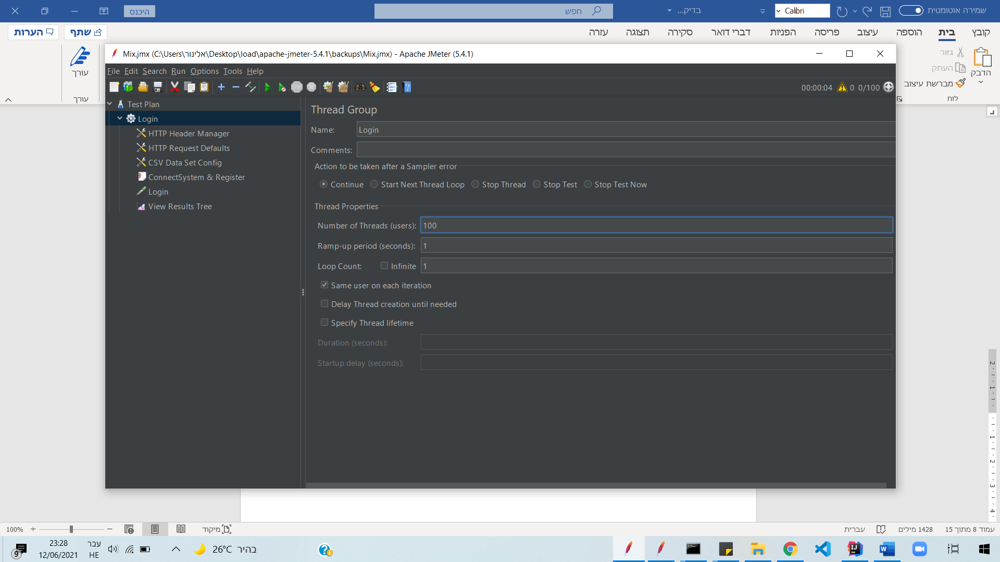 היכנס
חפש
בדיק...
Calibri
שמירה אוטומטית
קובץ
בית
הוספה
עיצוב
פריסה
הפניות
דברי דואר
סקירה
תצוגה
עזרה
שתף
הערות
הדבק
גזור
העתק
מברשת עיצוב
לוח
עורך
עורך
Mix.jmx (C:\Users\אלינור\Desktop\load\apache-jmeter-5.4.1\backups\Mix.jmx) - Apache JMeter (5.4.1)
File Edit Search Run Options Tools Help
00:00:04 0 0/100
Test Plan
Login
HTTP Header Manager
HTTP Request Defaults
CSV Data Set Config
ConnectSystem & Register
Login
View Results Tree
Thread Group
Name: Login
Comments:
Action to be taken after a Sampler error
Continue Start Next Thread Loop Stop Thread Stop Test Stop Test Now
Thread Properties
Number of Threads (users): 100
Ramp-up period (seconds): 1
Loop Count: Infinite 1
Same user on each iteration
Delay Thread creation until needed
Specify Thread lifetime
Duration (seconds):
Startup delay (seconds):
2
1
1
2
3
4
עמוד 8 מתוך 15
1428 מילים
עברית
מיקוד
100%
23:28
12/06/2021
עבר
HE
9
26°C בהיר